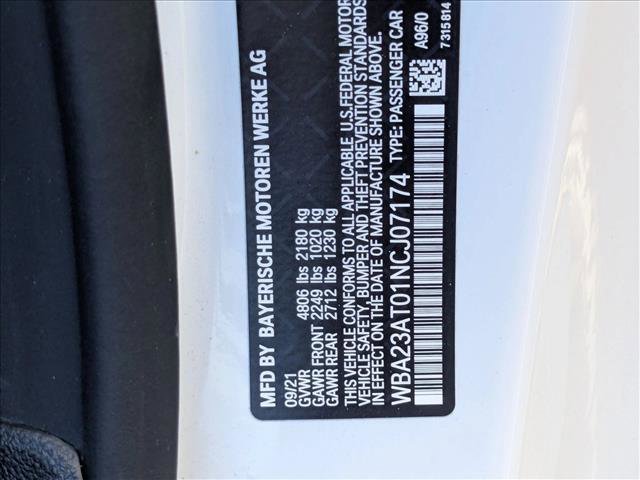 MFD BY BAYERISCHE MOTOREN WERKE AG
09/21
GVWR 4806 lbs 2180 kg
GAWR FRONT 2249 lbs 1020 kg
GAWR REAR 2712 lbs 1230 kg
THIS VEHICLE CONFORMS TO ALL APPLICABLE U.S. FEDERAL MOTOR
VEHICLE SAFETY, BUMPER AND THEFT PREVENTION STANDARDS
IN EFFECT ON THE DATE OF MANUFACTURE SHOWN ABOVE.
WBA23AT01NCJ07174 TYPE: PASSENGER CAR
A96/0
7315814